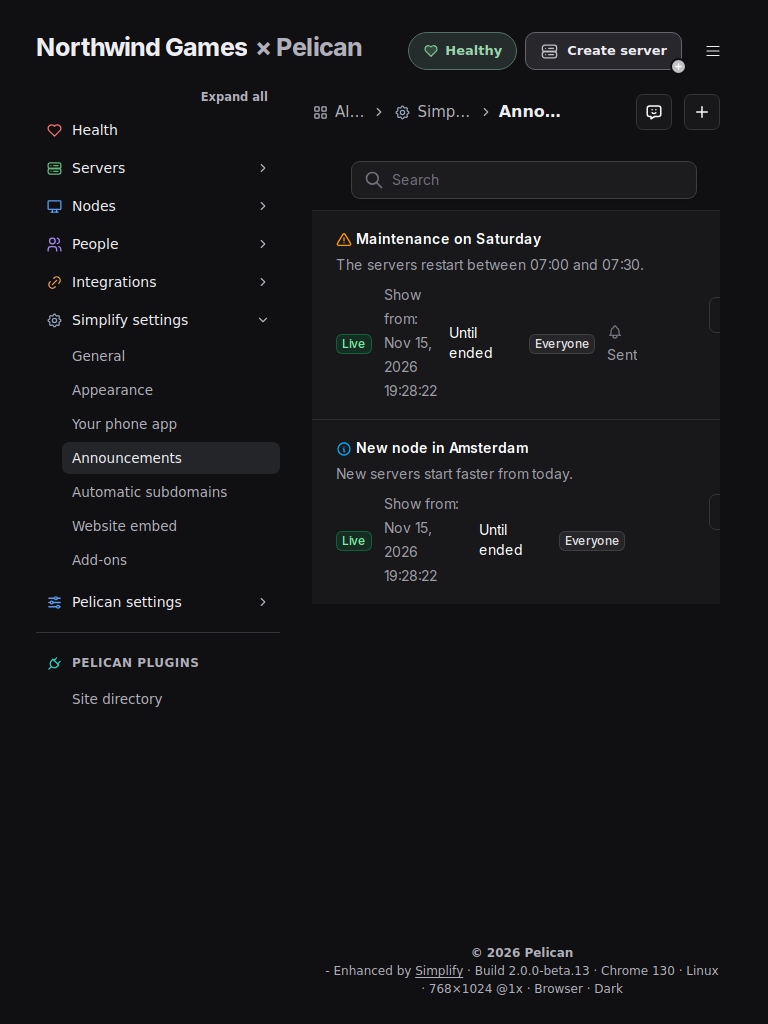 Northwind Games × Pelican
Healthy
Create server
Expand all
Health
Servers
Nodes
People
Integrations
Simplify settings
General
Appearance
Your phone app
Announcements
Automatic subdomains
Website embed
Add-ons
Pelican settings
PELICAN PLUGINS
Site directory
Al… Simp… Anno…
Search
Maintenance on Saturday
The servers restart between 07:00 and 07:30.
Live
Show
from:
Nov 15,
2026
19:28:22
Until
ended
Everyone
Sent
New node in Amsterdam
New servers start faster from today.
Live
Show from:
Nov 15,
2026
19:28:22
Until
ended
Everyone
© 2026 Pelican
- Enhanced by Simplify · Build 2.0.0-beta.13 · Chrome 130 · Linux
· 768×1024 @1x · Browser · Dark